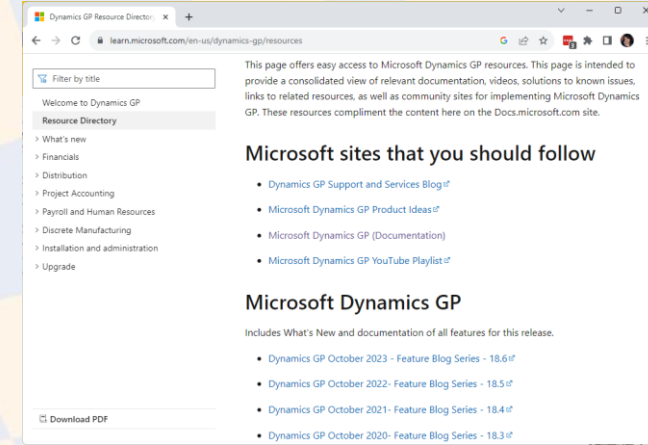 Dynamics GP Resource Director
learn.microsoft.com/en-us/dynamics-gp/resources
Filter by title
Welcome to Dynamics GP
Resource Directory
What's new
Financials
Distribution
Project Accounting
Payroll and Human Resources
Discrete Manufacturing
Installation and administration
Upgrade
Download PDF
This page offers easy access to Microsoft Dynamics GP resources. This page is intended to
provide a consolidated view of relevant documentation, videos, solutions to known issues,
links to related resources, as well as community sites for implementing Microsoft Dynamics
GP. These resources compliment the content here on the Docs.microsoft.com site.
Microsoft sites that you should follow
Dynamics GP Support and Services Blog
Microsoft Dynamics GP Product Ideas
Microsoft Dynamics GP (Documentation)
Microsoft Dynamics GP YouTube Playlist
Microsoft Dynamics GP
Includes What's New and documentation of all features for this release.
Dynamics GP October 2023 - Feature Blog Series - 18.6
Dynamics GP October 2022- Feature Blog Series - 18.5
Dynamics GP October 2021- Feature Blog Series - 18.4
Dynamics GP October 2020- Feature Blog Series - 18.3